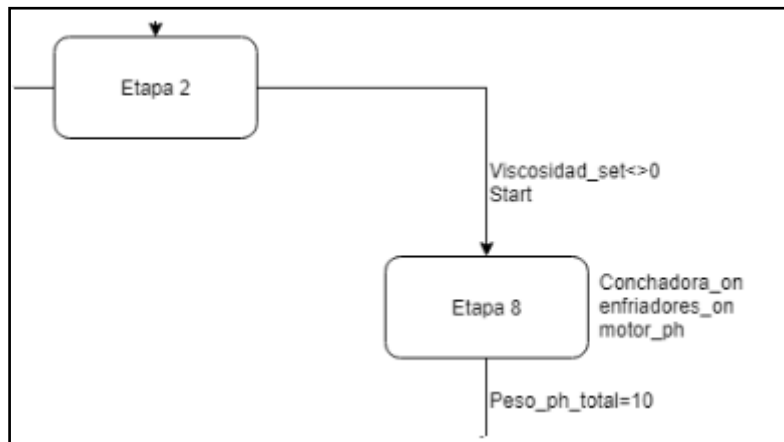 Etapa 2
Viscosidad_set<>0
Start
Etapa 8
Conchadora_on
enfriadores_on
motor_ph
Peso_ph_total=10